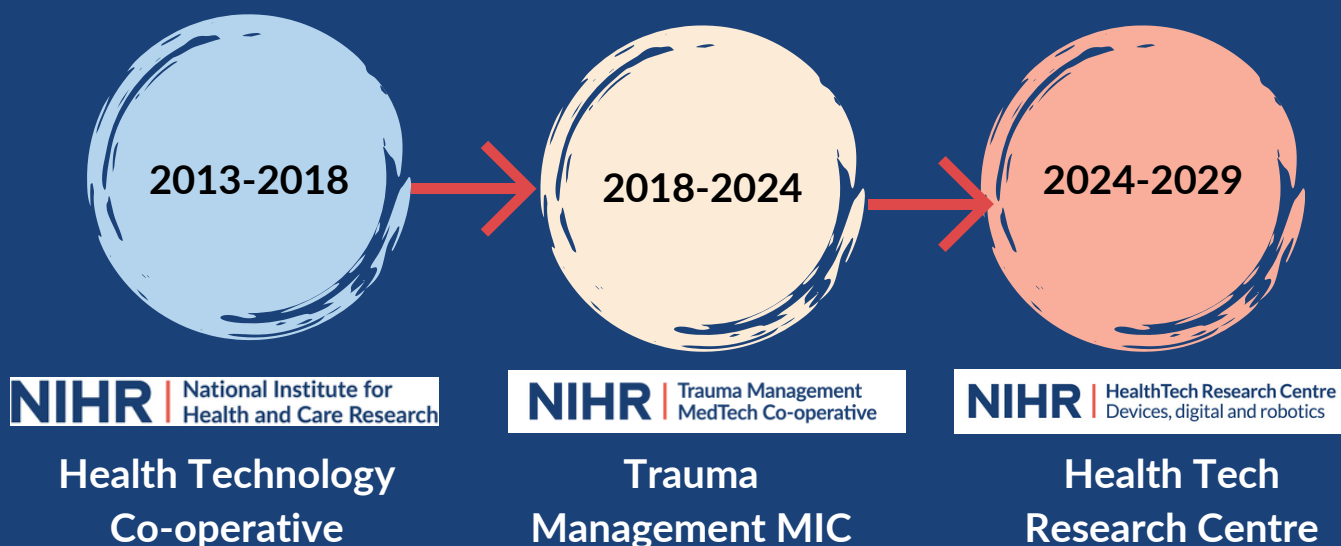 2013-2018
2018-2024
2024-2029
NIHR | National Institute for
Health and Care Research
NIHR | Trauma Management
MedTech Co-operative
NIHR | HealthTech Research Centre
Devices, digital and robotics
Health Technology
Co-operative
Trauma
Management MIC
Health Tech
Research Centre